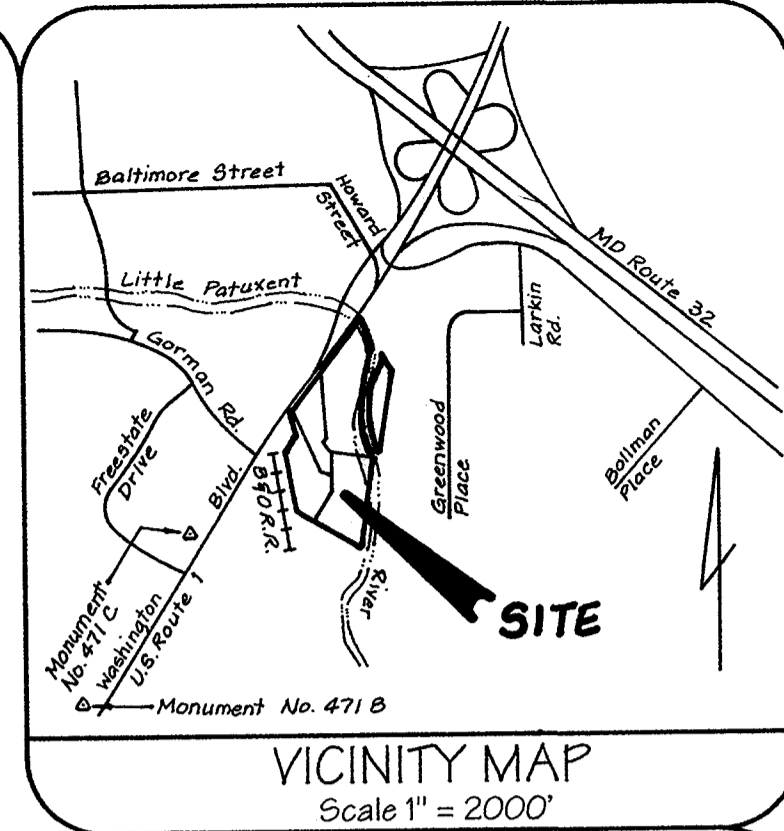 Baltimore Street
Howard
Street
MD Route 32
Little Patuxent
Larkin
Rd.
Gorman Rd.
Freestate
Drive
Greenwood
Place
Bollman
Place
Blvd.
B&O R.R.
River
SITE
Monument
No. 471 C
Washington
U.S. Route 1
Monument No. 471 B
VICINITY MAP
Scale 1" = 2000'